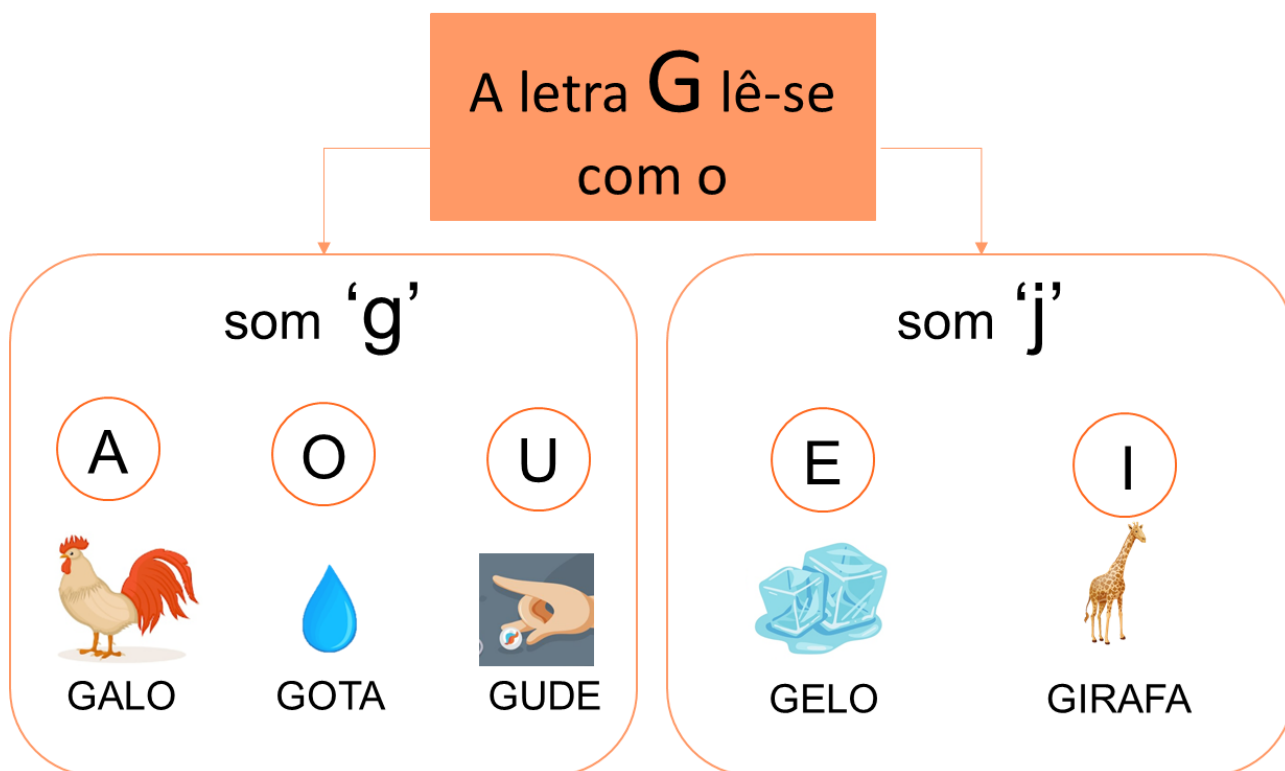 A letra G lê-se
com o
som ‘g’
A O U
GALO GOTA GUDE
som ‘j’
E I
GELO GIRAFA